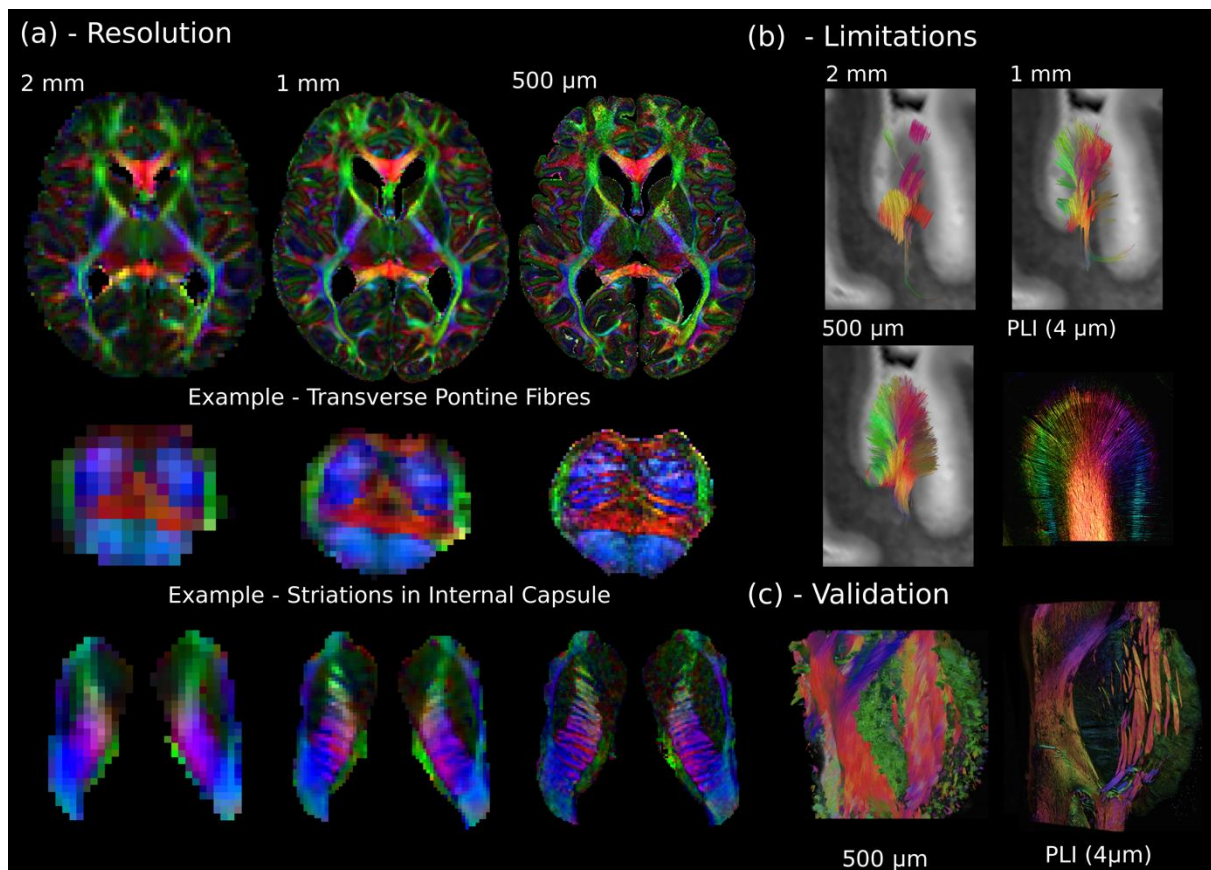 (a) - Resolution
2 mm
1 mm
500 µm
Example - Transverse Pontine Fibres
Example - Striations in Internal Capsule
(b) - Limitations
2 mm
1 mm
500 µm
PLI (4 µm)
(c) - Validation
500 µm
PLI (4µm)